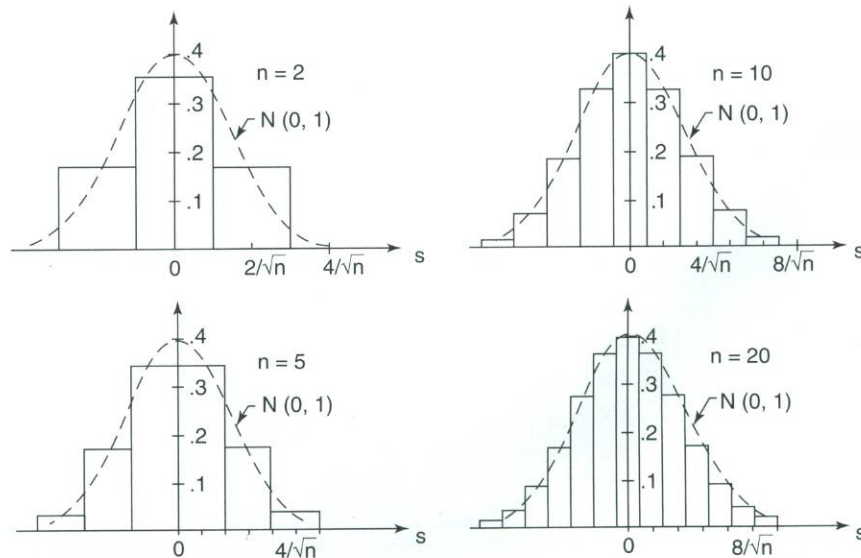 .4
n = 2
.3
N (0, 1)
.2
.1
0
2/√n
4/√n
s
.4
n = 10
.3
N (0, 1)
.2
.1
0
4/√n
8/√n
s
.4
n = 5
.3
N (0, 1)
.2
.1
0
4/√n
s
.4
n = 20
.3
N (0, 1)
.2
.1
0
8/√n
s